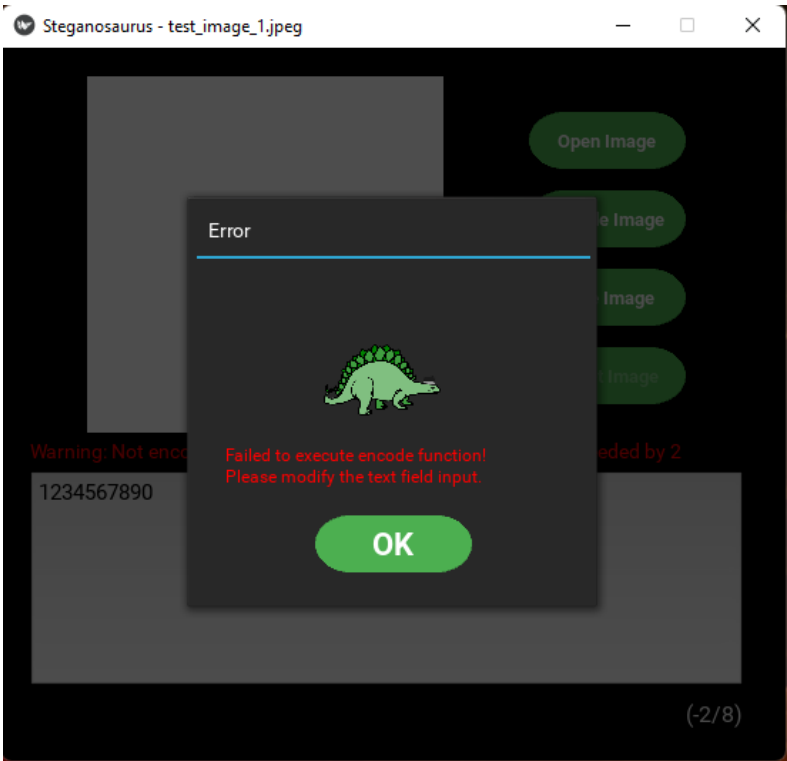 Steganosaurus - test_image_1.jpeg
Open Image
Error
e Image
Image
Image
Warning: Not enco
eded by 2
Failed to execute encode function!
Please modify the text field input.
1234567890
OK
(-2/8)